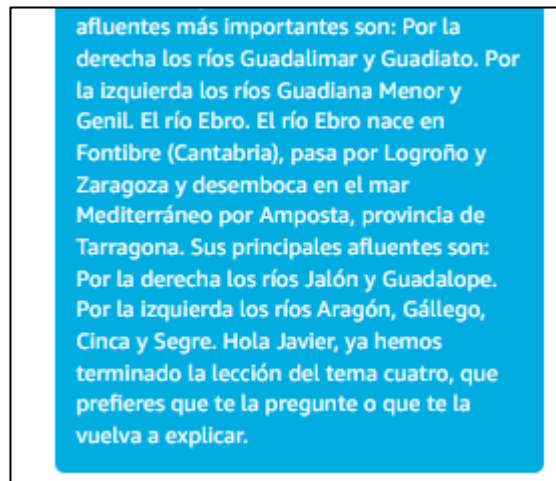 afluentes más importantes son: Por la
derecha los ríos Guadalimar y Guadiato. Por
la izquierda los ríos Guadiana Menor y
Genil. El río Ebro. El río Ebro nace en
Fontibre (Cantabria), pasa por Logroño y
Zaragoza y desemboca en el mar
Mediterráneo por Amposta, provincia de
Tarragona. Sus principales afluentes son:
Por la derecha los ríos Jalón y Guadalope.
Por la izquierda los ríos Aragón, Gállego,
Cinca y Segre. Hola Javier, ya hemos
terminado la lección del tema cuatro, que
prefieres que te la pregunte o que te la
vuelva a explicar.